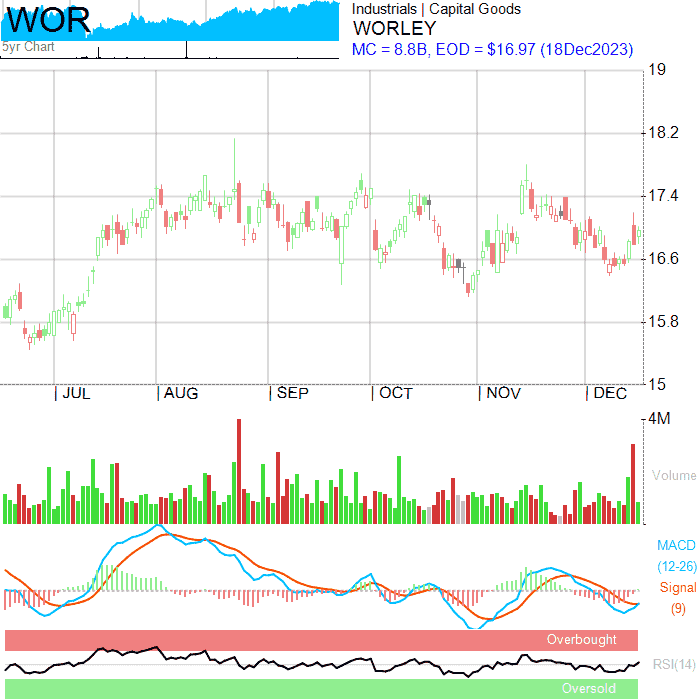 WOR
5yr Chart
Industrials | Capital Goods
WORLEY
MC = 8.8B, EOD = $16.97 (18Dec2023)
19
18.2
17.4
16.6
15.8
15
JUL AUG SEP OCT NOV DEC
4M
Volume
MACD
(12-26)
Signal
(9)
Overbought
RSI(14)
Oversold